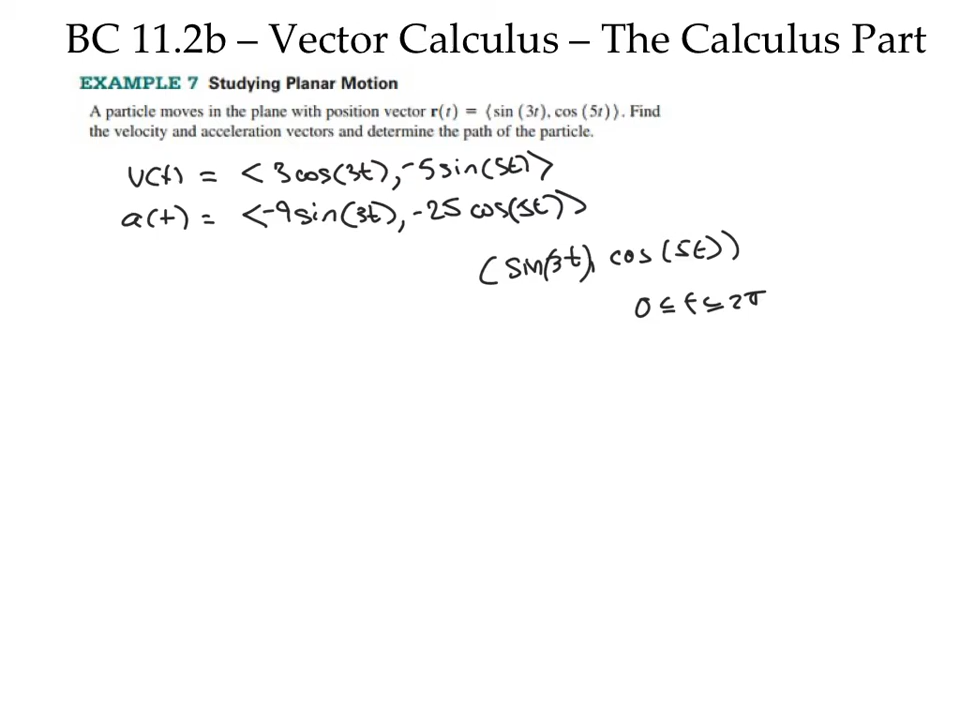 BC 11.2b – Vector Calculus – The Calculus Part
EXAMPLE 7 Studying Planar Motion
A particle moves in the plane with position vector r(t) = ⟨sin (3t), cos (5t)⟩. Find
the velocity and acceleration vectors and determine the path of the particle.
v(t) = <3cos(3t), -5sin(5t)>
a(t) = <-9sin(3t), -25 cos(5t)>
(sin(3t), cos(5t))
0 ≤ t ≤ 2π